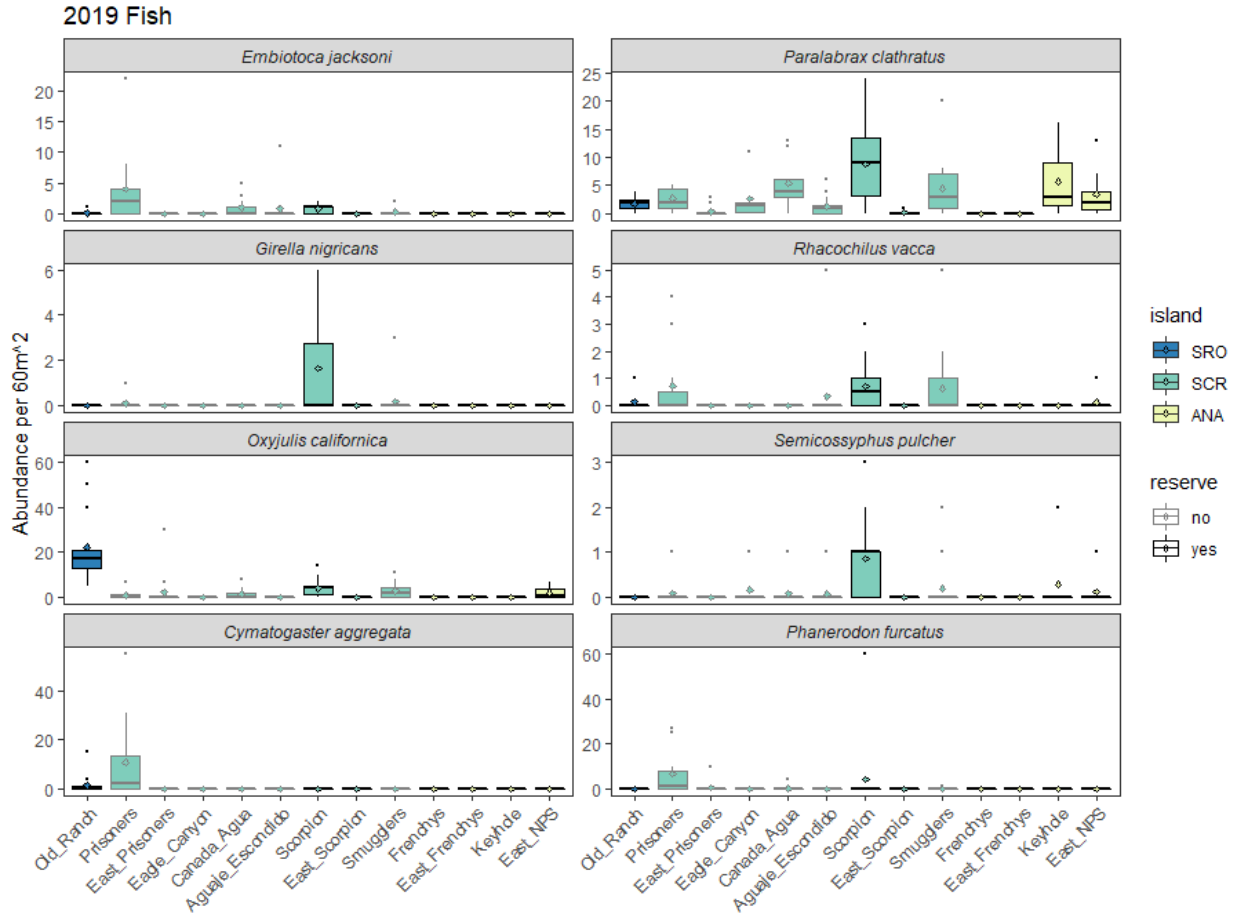 2019 Fish
Abundance per 60m^2
Embiotoca jacksoni
20
15
10
5
0
Paralabrax clathratus
25
20
15
10
5
0
Girella nigricans
6
4
2
0
Rhacochilus vacca
5
4
3
2
1
0
Oxyjulis californica
60
40
20
0
Semicossyphus pulcher
3
2
1
0
Cymatogaster aggregata
40
20
0
Phanerodon furcatus
60
40
20
0
Old_Ranch
Prisoners
East_Prisoners
Eagle_Canyon
Canada_Agua
Aguaje_Escondido
Scorpion
East_Scorpion
Smugglers
Frenchys
East_Frenchys
Keyhole
East_NPS
Old_Ranch
Prisoners
East_Prisoners
Eagle_Canyon
Canada_Agua
Aguaje_Escondido
Scorpion
East_Scorpion
Smugglers
Frenchys
East_Frenchys
Keyhole
East_NPS
island
SRO
SCR
ANA
reserve
no
yes